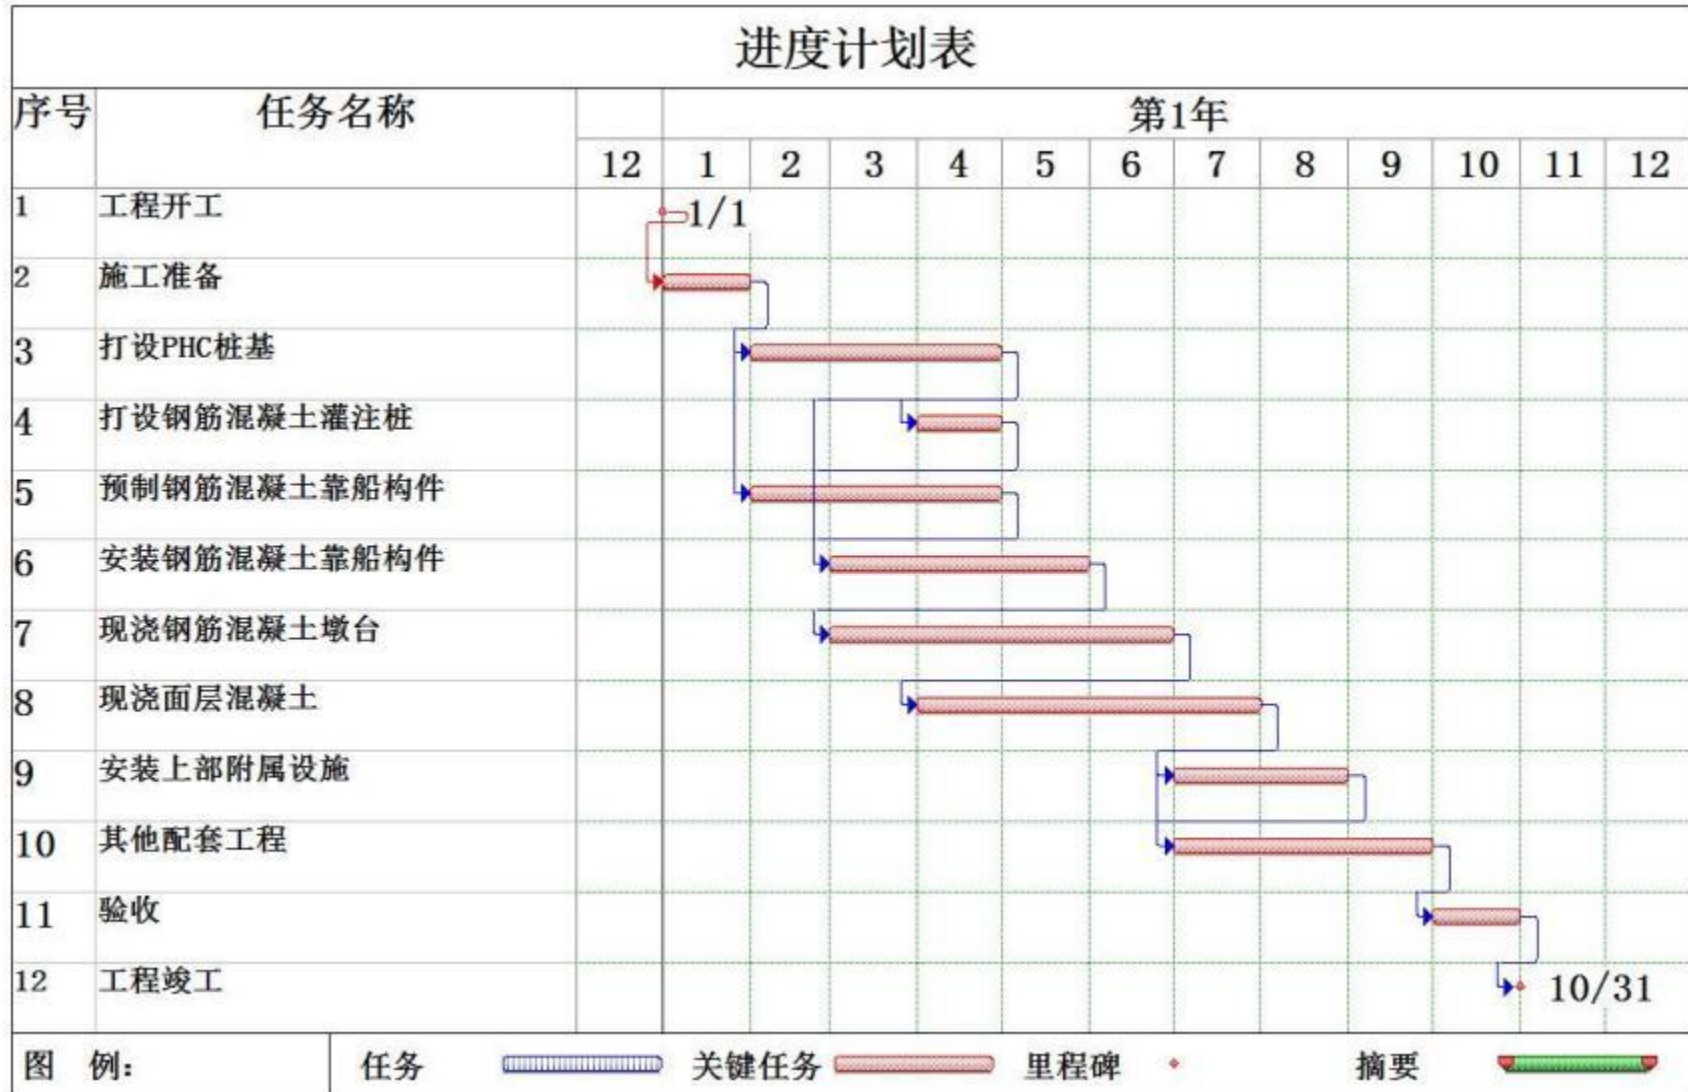 进度计划表
序号 任务名称 第1年
12 1 2 3 4 5 6 7 8 9 10 11 12
1 工程开工 1/1
2 施工准备
3 打设PHC桩基
4 打设钢筋混凝土灌注桩
5 预制钢筋混凝土靠船构件
6 安装钢筋混凝土靠船构件
7 现浇钢筋混凝土墩台
8 现浇面层混凝土
9 安装上部附属设施
10 其他配套工程
11 验收
12 工程竣工 10/31
图 例: 任务 关键任务 里程碑 摘要